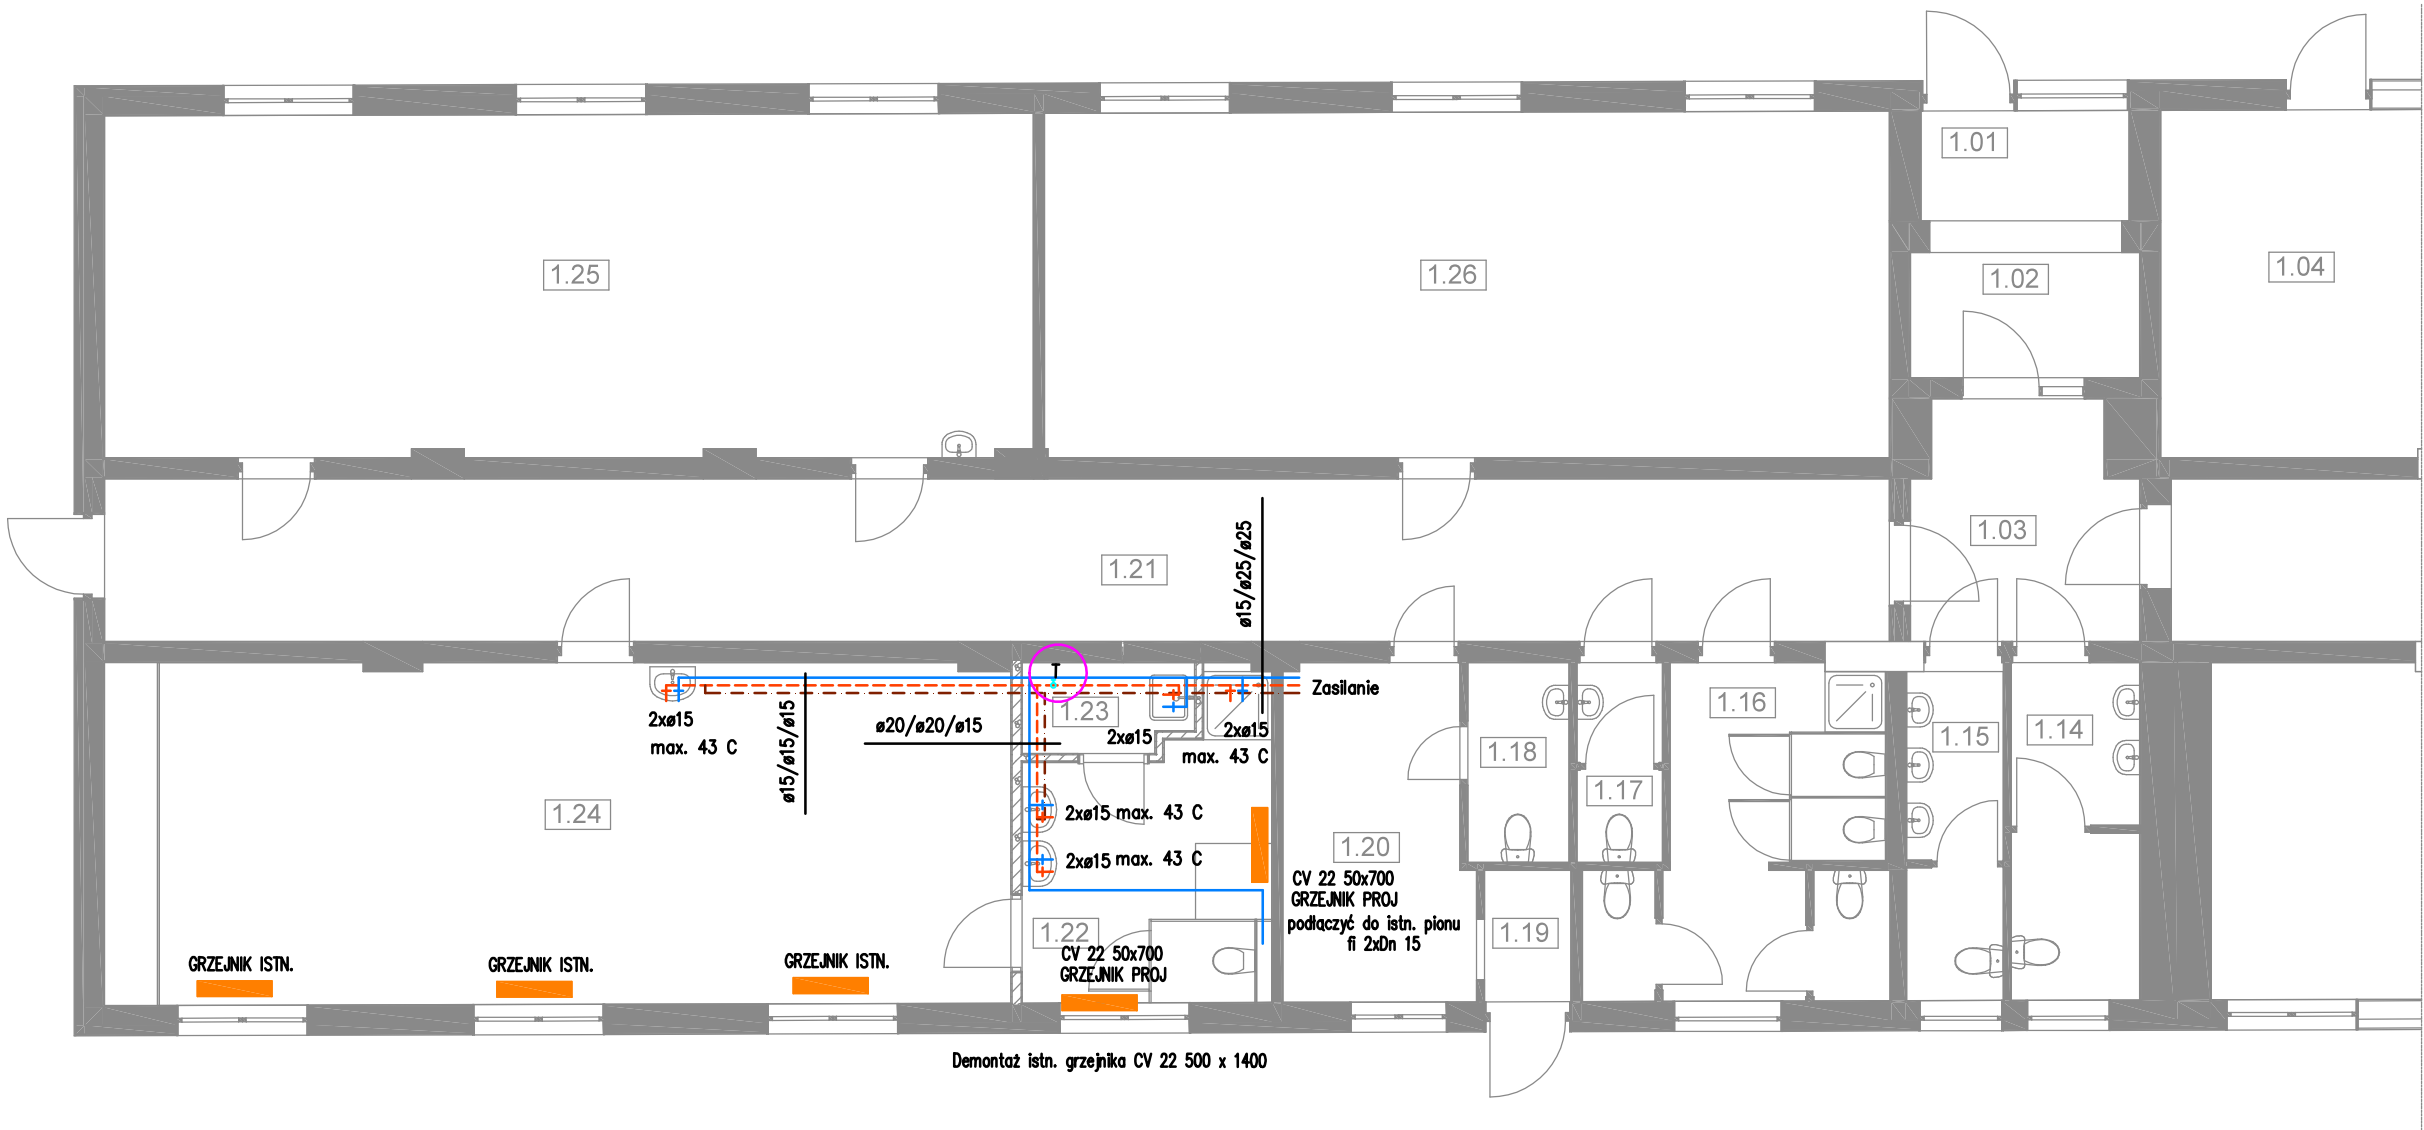 1.01
1.25
1.26
1.02
1.04
1.03
1.21
ø15/ø25/ø25
T
Zasilanie
1.23
2xø15
max. 43 C
ø15/ø15/ø15
ø20/ø20/ø15
2xø15
2xø15
max. 43 C
1.16
1.18
1.15
1.14
1.17
1.24
2xø15 max. 43 C
2xø15 max. 43 C
1.20
CV 22 50x700
GRZEJNIK PROJ
podłączyć do istn. pionu
fi 2xDn 15
1.22
1.19
CV 22 50x700
GRZEJNIK PROJ
GRZEJNIK ISTN.
GRZEJNIK ISTN.
GRZEJNIK ISTN.
Demontaż istn. grzejnika CV 22 500 x 1400